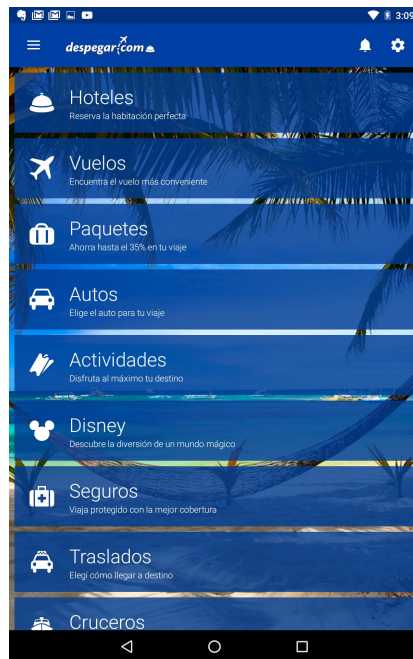 3:09
despegar.com
Hoteles
Reserva la habitación perfecta
Vuelos
Encuentra el vuelo más conveniente
Paquetes
Ahorra hasta el 35% en tu viaje
Autos
Elige el auto para tu viaje
Actividades
Disfruta al máximo tu destino
Disney
Descubre la diversión de un mundo mágico
Seguros
Viaja protegido con la mejor cobertura
Traslados
Elegí cómo llegar a destino
Cruceros